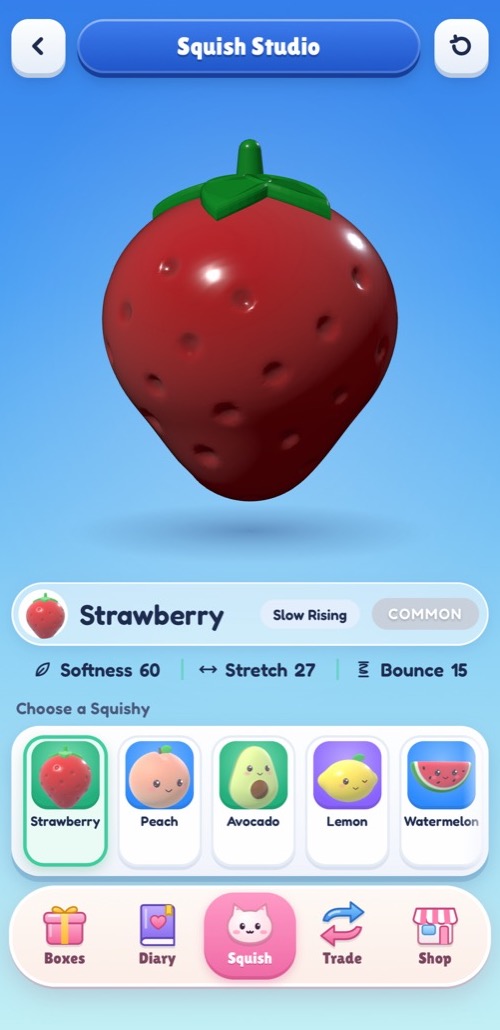 Squish Studio
Strawberry
Slow Rising
COMMON
Softness 60
Stretch 27
Bounce 15
Choose a Squishy
Strawberry
Peach
Avocado
Lemon
Watermelon
Boxes
Diary
Squish
Trade
Shop